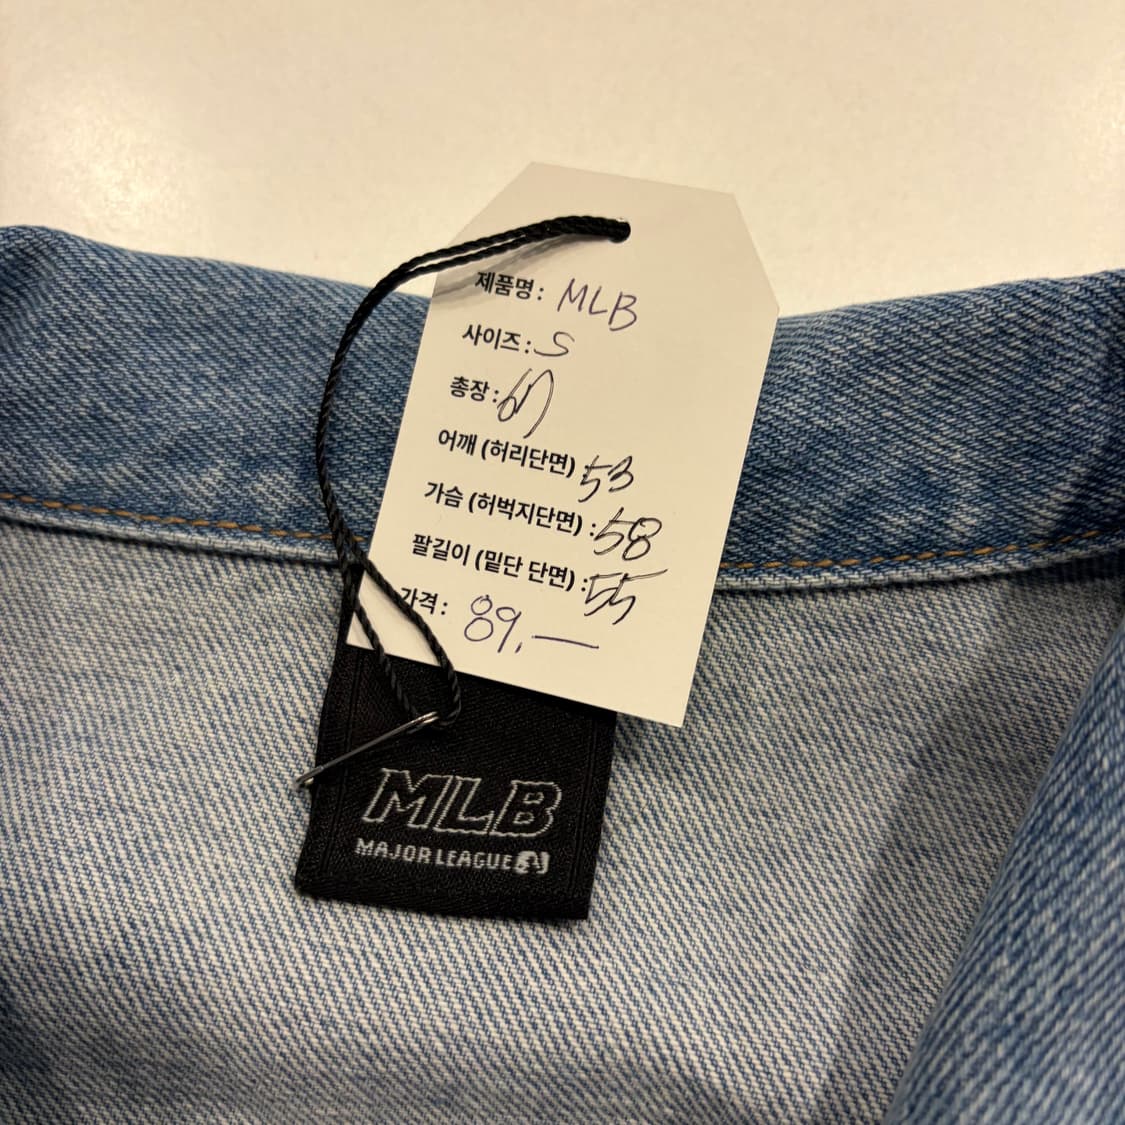 제품명: MLB
사이즈: S
총장: 67
어깨 (허리단면) 53
가슴 (허벅지단면) : 58
팔길이 (밑단 단면) : 55
가격: 89.—
MLB
MAJOR LEAGUE